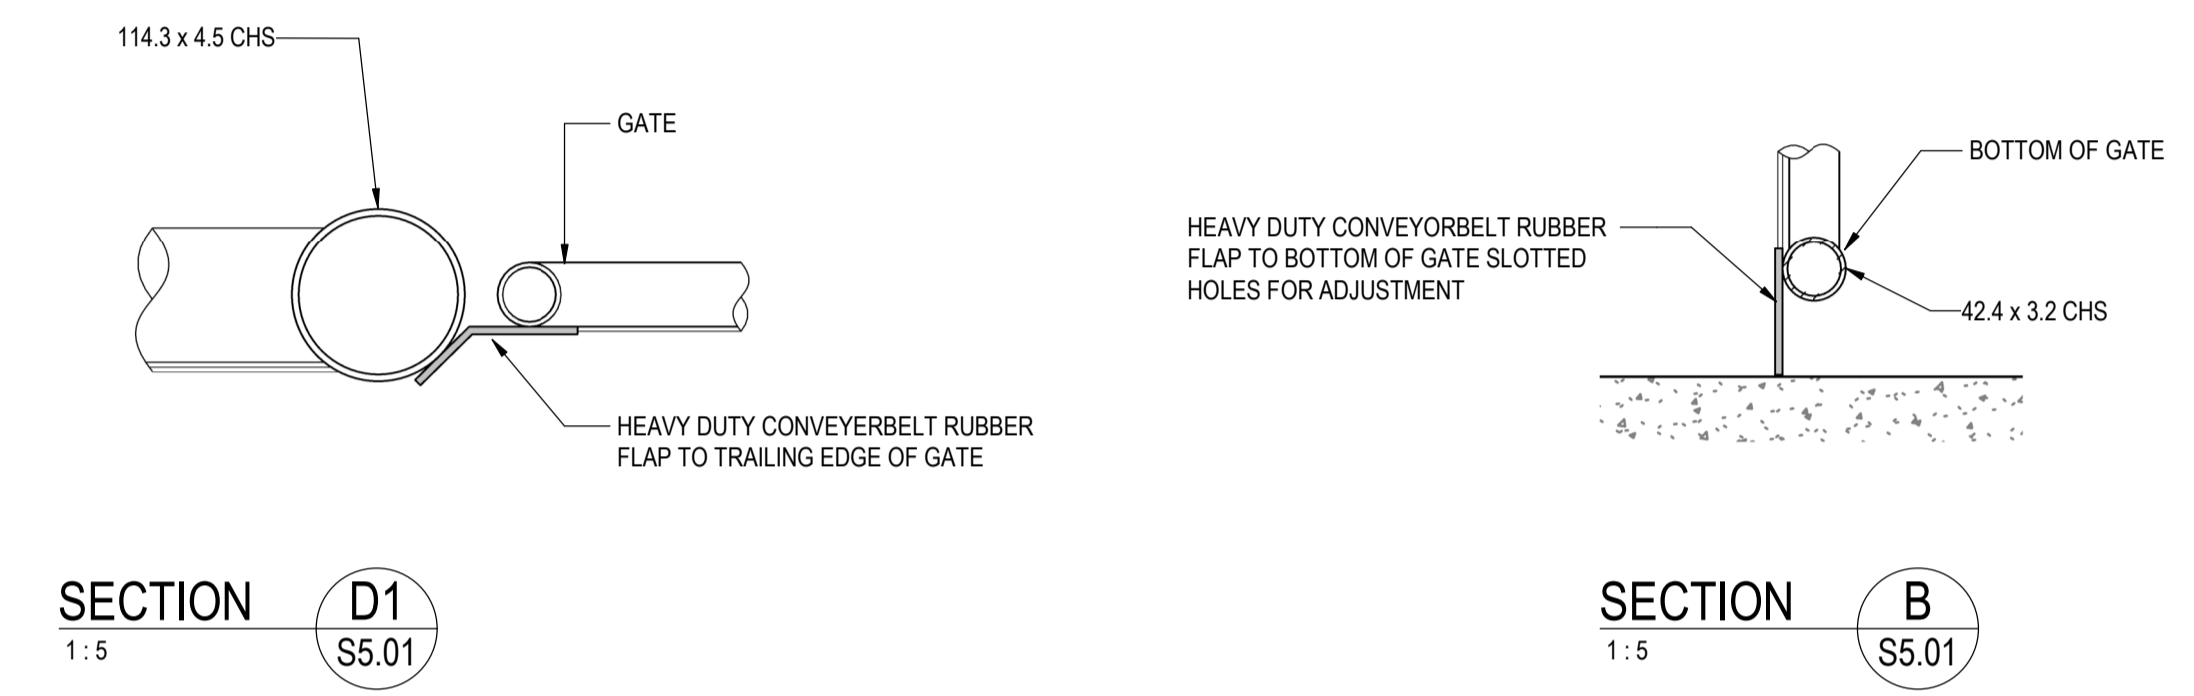 114.3 x 4.5 CHS
GATE
HEAVY DUTY CONVEYERBELT RUBBER
FLAP TO TRAILING EDGE OF GATE
SECTION
D1
1 : 5
S5.01
BOTTOM OF GATE
HEAVY DUTY CONVEYORBELT RUBBER
FLAP TO BOTTOM OF GATE SLOTTED
HOLES FOR ADJUSTMENT
42.4 x 3.2 CHS
SECTION
B
1 : 5
S5.01